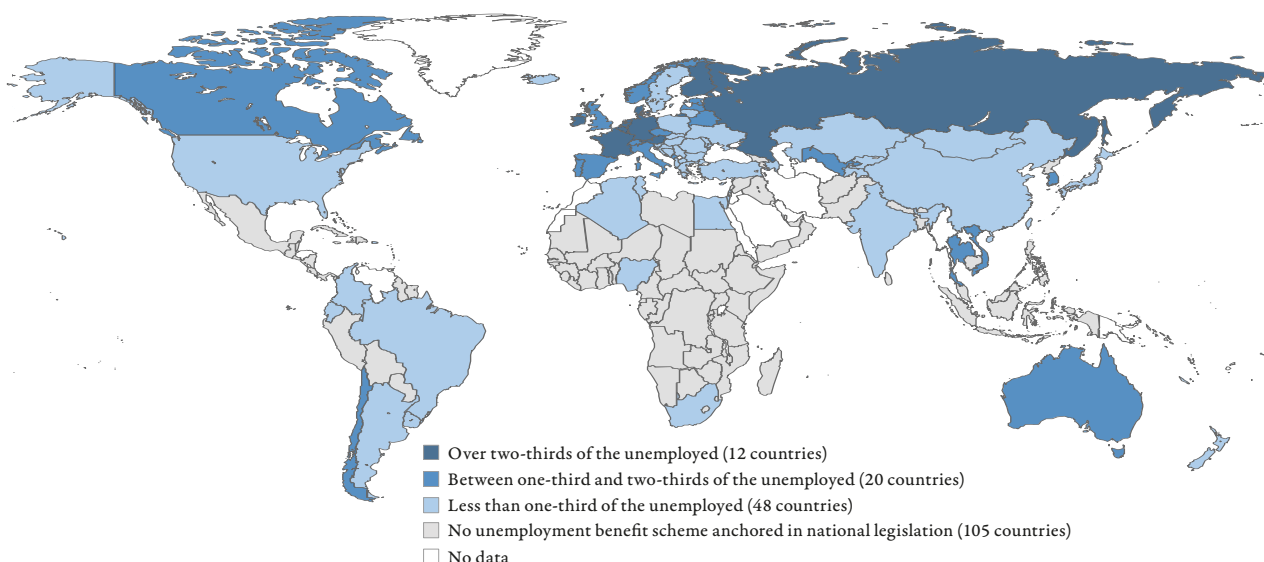 Over two-thirds of the unemployed (12 countries)
Between one-third and two-thirds of the unemployed (20 countries)
Less than one-third of the unemployed (48 countries)
No unemployment benefit scheme anchored in national legislation (105 countries)
No data